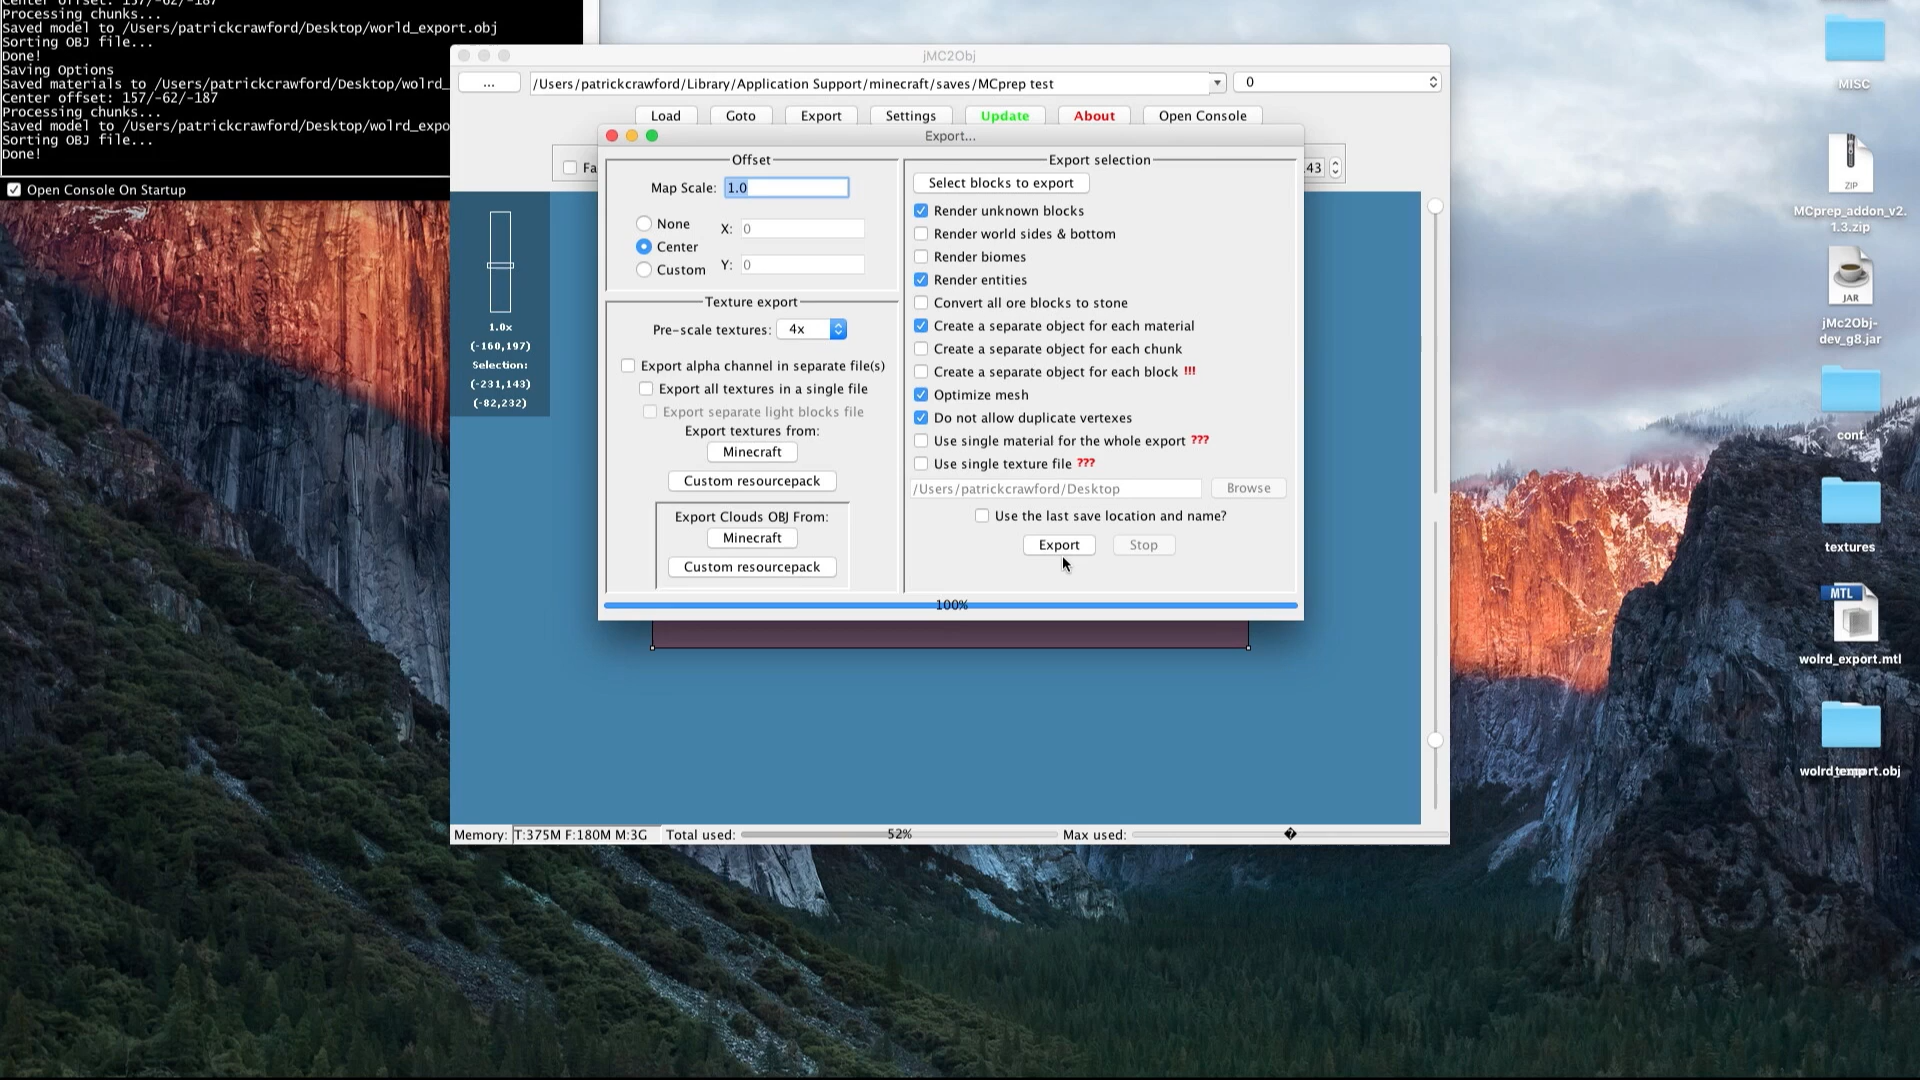 Center offset: 157/-62/-187
Processing chunks...
Saved model to /Users/patrickcrawford/Desktop/world_export.obj
Sorting OBJ file...
Done!
Saving Options
Saved materials to /Users/patrickcrawford/Desktop/wolrd_
Center offset: 157/-62/-187
Processing chunks...
Saved model to /Users/patrickcrawford/Desktop/wolrd_expo
Sorting OBJ file...
Done!
Open Console On Startup
jMC2Obj
...
/Users/patrickcrawford/Library/Application Support/minecraft/saves/MCprep test
0
Load
Goto
Export
Settings
Update
About
Open Console
Fa
43
Export...
Offset
Map Scale: 1.0
None
Center
Custom
X: 0
Y: 0
Texture export
Pre-scale textures: 4x
Export alpha channel in separate file(s)
Export all textures in a single file
Export separate light blocks file
Export textures from:
Minecraft
Custom resourcepack
Export Clouds OBJ From:
Minecraft
Custom resourcepack
Export selection
Select blocks to export
Render unknown blocks
Render world sides & bottom
Render biomes
Render entities
Convert all ore blocks to stone
Create a separate object for each material
Create a separate object for each chunk
Create a separate object for each block !!!
Optimize mesh
Do not allow duplicate vertexes
Use single material for the whole export ???
Use single texture file ???
/Users/patrickcrawford/Desktop
Browse
Use the last save location and name?
Export
Stop
100%
1.0x
(-160,197)
Selection:
(-231,143)
(-82,232)
Memory: T:375M F:180M M:3G
Total used: 52%
Max used: �
MISC
ZIP
MCprep_addon_v2.
1.3.zip
JAR
jMc2Obj-
dev_g8.jar
conf
textures
MTL
wolrd_export.mtl